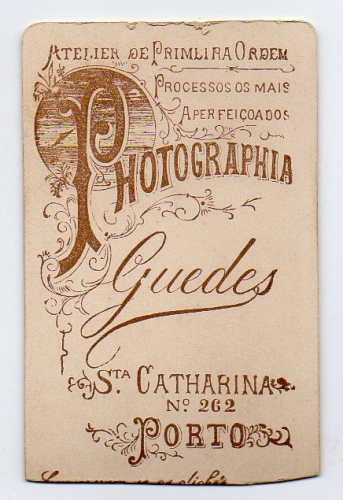 ATELIER DE PRIMEIRA ORDEM
PROCESSOS OS MAIS
APERFEIÇOADOS
PHOTOGRAPHIA
Guedes
STA CATHARINA
No. 262
PORTO